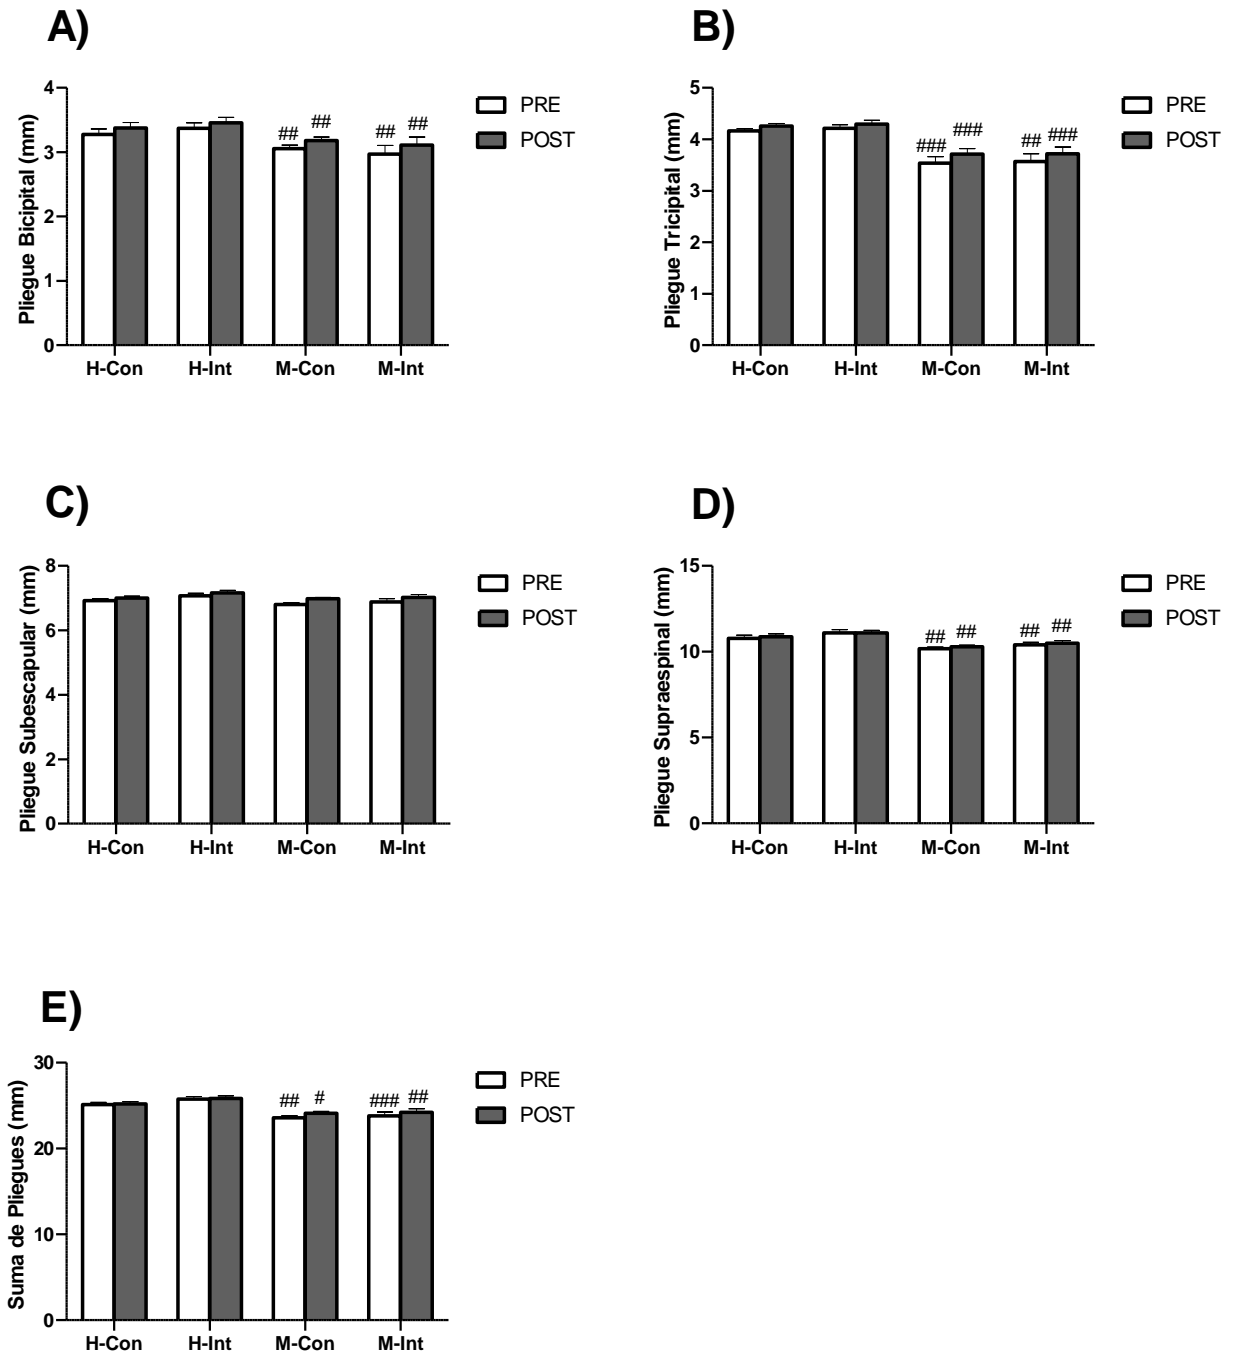 A)
B)
Pliegue Bicipital (mm)
4
3
2
1
0
## ## ## ##
H-Con H-Int M-Con M-Int
PRE
POST
Pliegue Tricipital (mm)
5
4
3
2
1
0
### ### ## ###
H-Con H-Int M-Con M-Int
PRE
POST
C)
D)
Pliegue Subescapular (mm)
8
6
4
2
0
H-Con H-Int M-Con M-Int
PRE
POST
Pliegue Supraespinal (mm)
15
10
5
0
## ## ## ##
H-Con H-Int M-Con M-Int
PRE
POST
E)
Suma de Pliegues (mm)
30
20
10
0
## # ### ##
H-Con H-Int M-Con M-Int
PRE
POST